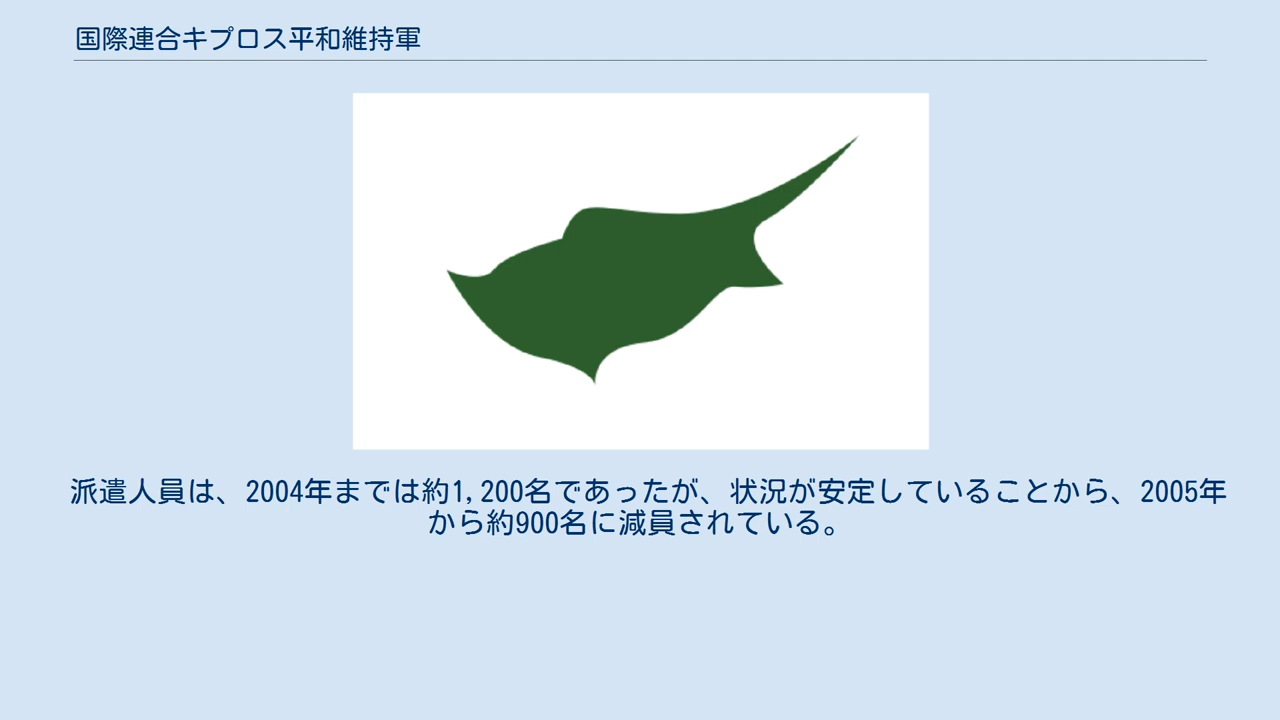 国際連合キプロス平和維持軍
派遣人員は、2004年までは約1,200名であったが、状況が安定していることから、2005年
から約900名に減員されている。